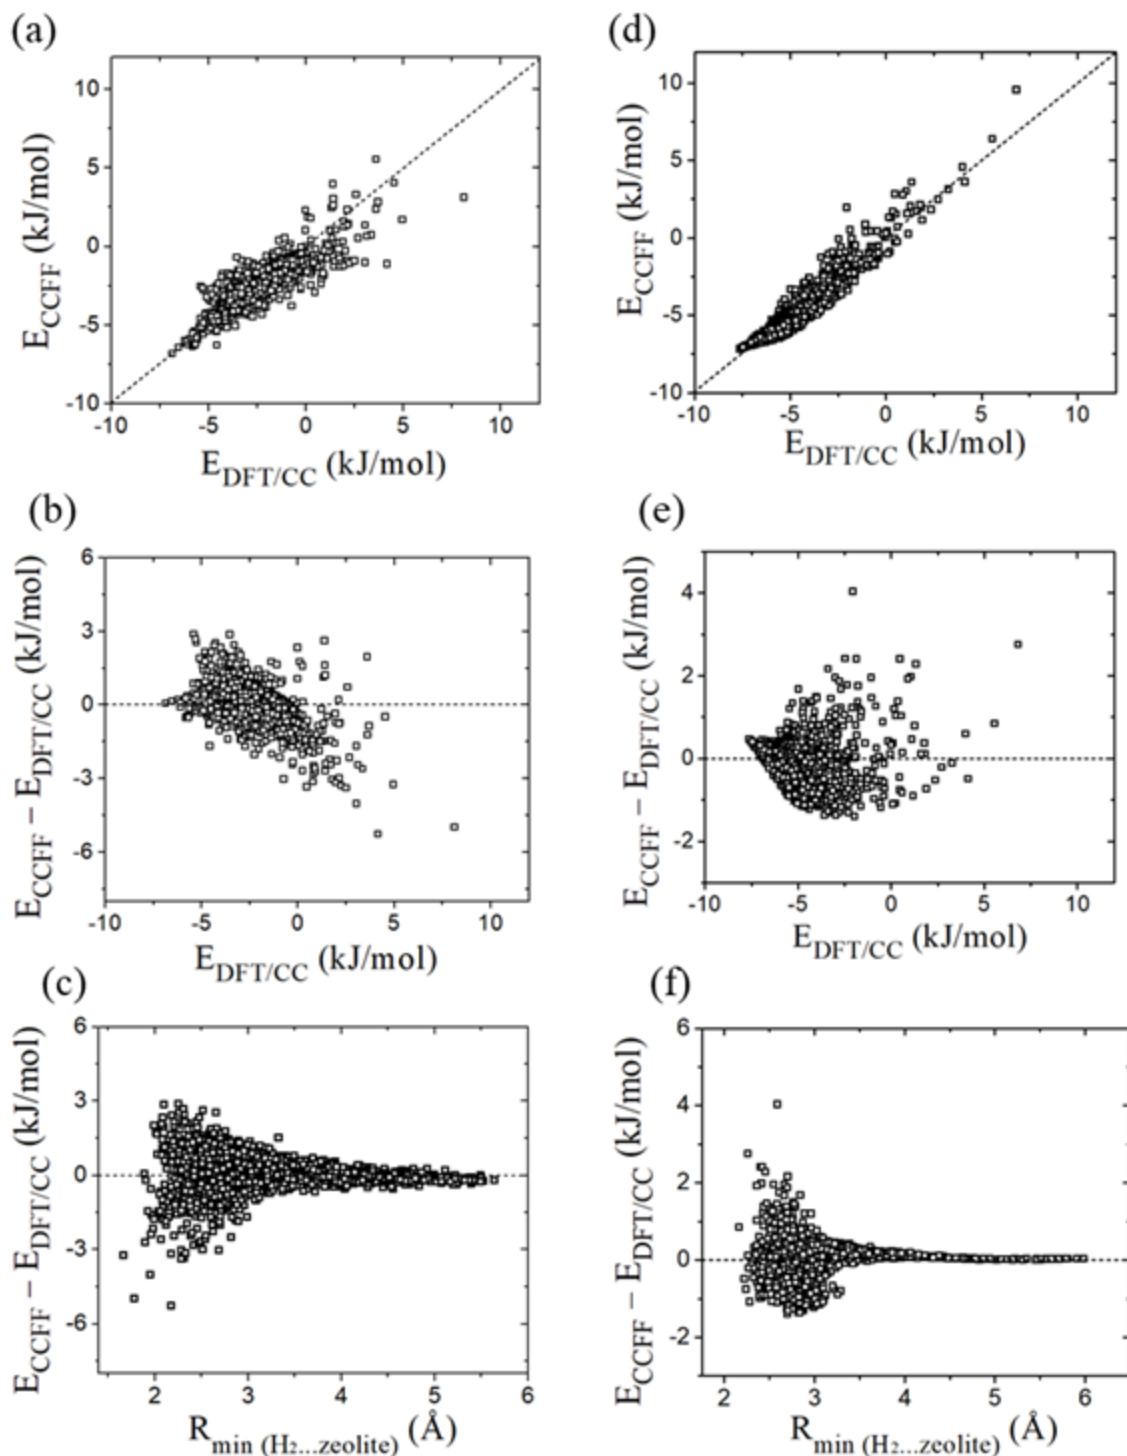 (a)
E_CCFF (kJ/mol)
10
5
0
-5
-10
-10 -5 0 5 10
E_DFT/CC (kJ/mol)
(d)
E_CCFF (kJ/mol)
10
5
0
-5
-10
-10 -5 0 5 10
E_DFT/CC (kJ/mol)
(b)
E_CCFF − E_DFT/CC (kJ/mol)
6
3
0
-3
-6
-10 -5 0 5 10
E_DFT/CC (kJ/mol)
(e)
E_CCFF − E_DFT/CC (kJ/mol)
4
2
0
-2
-10 -5 0 5 10
E_DFT/CC (kJ/mol)
(c)
E_CCFF − E_DFT/CC (kJ/mol)
6
3
0
-3
-6
2 3 4 5 6
R_min (H₂...zeolite) (Å)
(f)
E_CCFF − E_DFT/CC (kJ/mol)
6
4
2
0
-2
2 3 4 5 6
R_min (H₂...zeolite) (Å)